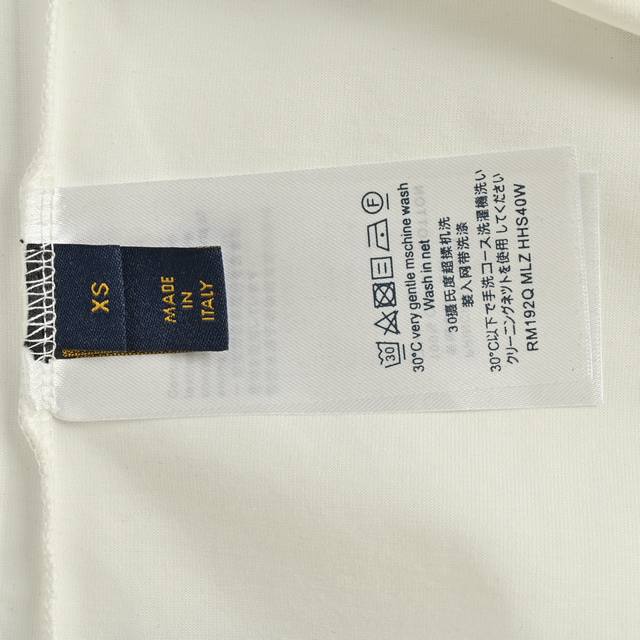 XS
MADE
IN
ITALY
30
F
30°C very gentle mschine wash
Wash in net
30摄氏度超揉机洗
装入网带洗涤
30℃以下で手洗コース洗濯機洗い
クリーニングネットを使用してください
RM192Q MLZ HHS40W